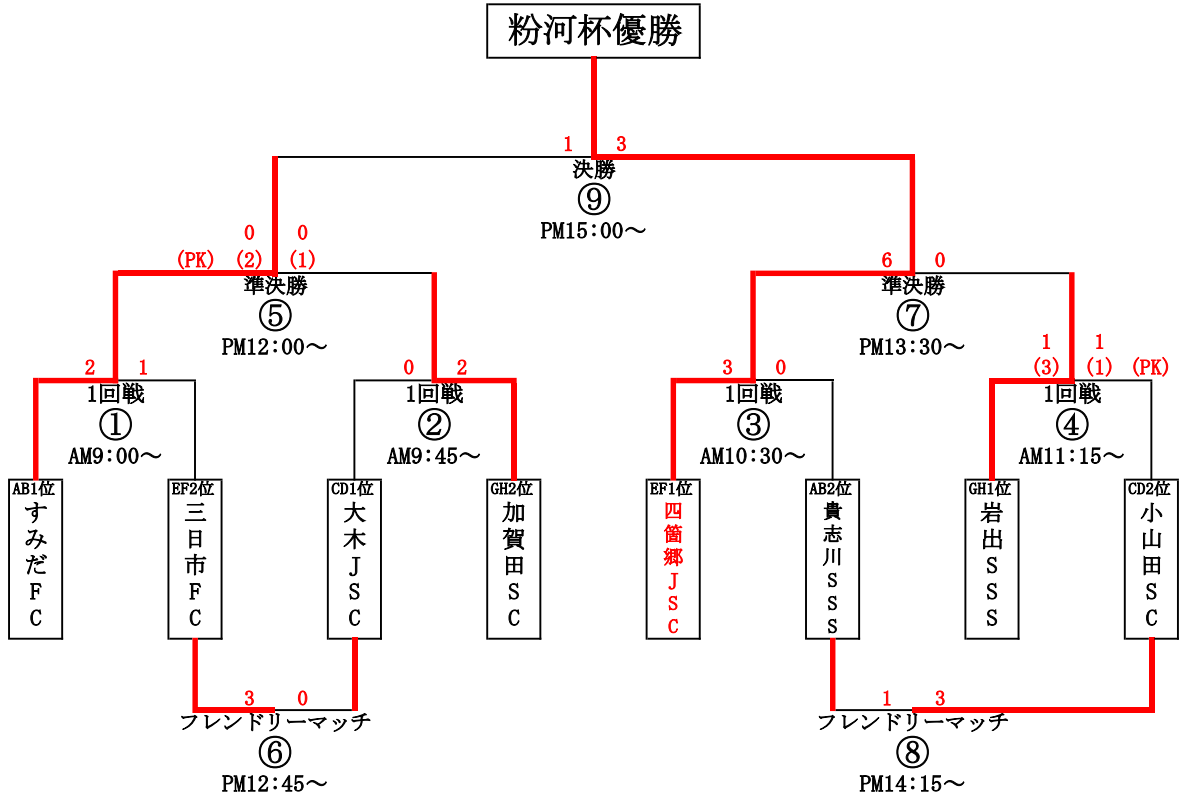 粉河杯優勝
1 3
決勝
⑨
PM15:00～
0 0
(PK) (2) (1)
準決勝
⑤
PM12:00～
6 0
準決勝
⑦
PM13:30～
2 1
1回戦
①
AM9:00～
0 2
1回戦
②
AM9:45～
3 0
1回戦
③
AM10:30～
1 1
(3) (1) (PK)
1回戦
④
AM11:15～
AB1位
すみだFC
EF2位
三日市FC
CD1位
大木JSC
GH2位
加賀田SC
EF1位
四箇郷JSC
AB2位
貴志川SSS
GH1位
岩出SSS
CD2位
小山田SC
3 0
フレンドリーマッチ
⑥
PM12:45～
1 3
フレンドリーマッチ
⑧
PM14:15～